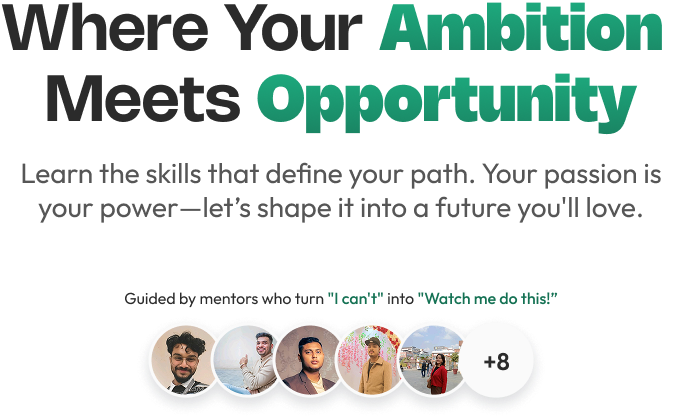 Where Your Ambition
Meets Opportunity
Learn the skills that define your path. Your passion is
your power—let’s shape it into a future you'll love.
Guided by mentors who turn "I can't" into "Watch me do this!”
+8